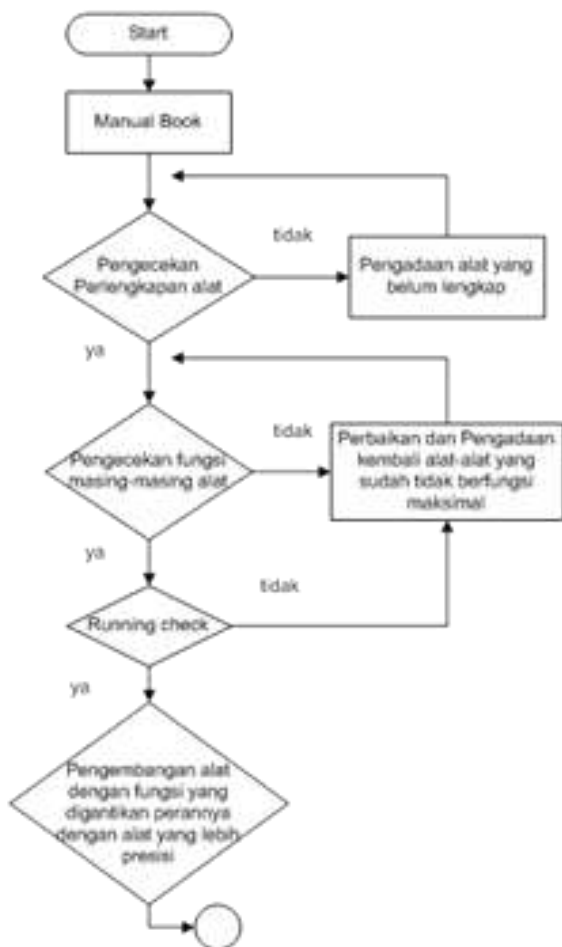 Start
Manual Book
tidak
Pengecekan
Perlengkapan alat
Pengadaan alat yang
belum lengkap
ya
tidak
Pengecekan fungsi
masing-masing alat
Perbaikan dan Pengadaan
kembali alat-alat yang
sudah tidak berfungsi
maksimal
ya
tidak
Running check
ya
Pengembangan alat
dengan fungsi yang
digantikan perannya
dengan alat yang lebih
presisi